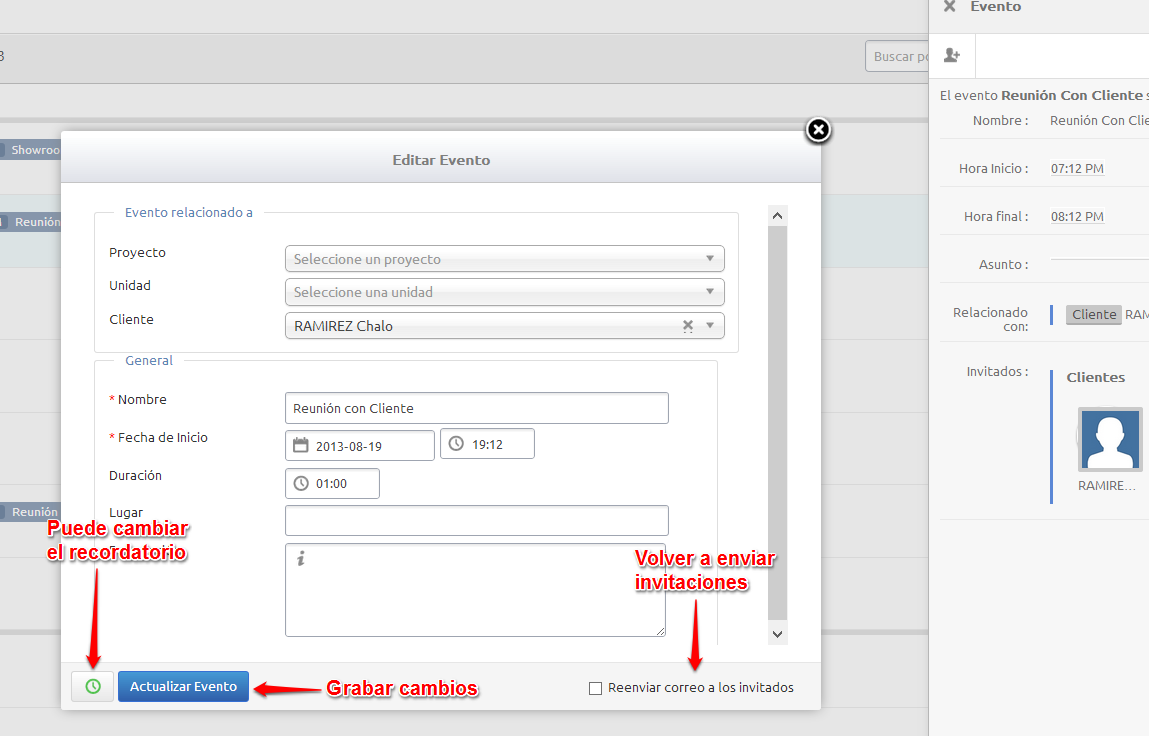 Evento
3
Buscar po
El evento Reunión Con Cliente s
Nombre : Reunión Con Clie
Showroo
Editar Evento
Hora Inicio : 07:12 PM
Evento relacionado a
Reunión
Hora final : 08:12 PM
Proyecto Seleccione un proyecto
Asunto :
Unidad Seleccione una unidad
Cliente RAMIREZ Chalo
Relacionado con: Cliente RAM
General
Invitados : Clientes
* Nombre Reunión con Cliente
* Fecha de Inicio 2013-08-19 19:12
Duración 01:00
RAMIRE...
Reunión
Lugar
Puede cambiar
el recordatorio
Volver a enviar
invitaciones
Actualizar Evento
Grabar cambios
Reenviar correo a los invitados